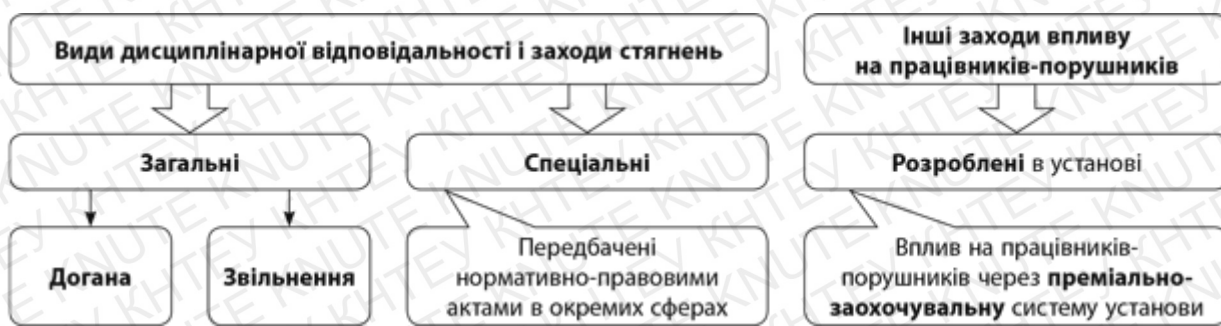 Види дисциплінарної відповідальності і заходи стягнень
Інші заходи впливу
на працівників-порушників
Загальні
Спеціальні
Розроблені в установі
Догана
Звільнення
Передбачені
нормативно-правовими
актами в окремих сферах
Вплив на працівників-
порушників через преміально-
заохочувальну систему установи